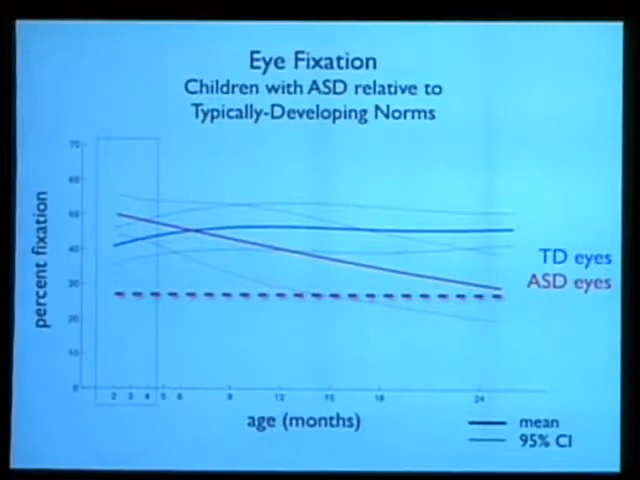 Eye Fixation
Children with ASD relative to
Typically-Developing Norms
percent fixation
70
60
50
40
30
20
10
0
2 3 4 5 6 9 12 15 18 24
age (months)
TD eyes
ASD eyes
mean
95% CI